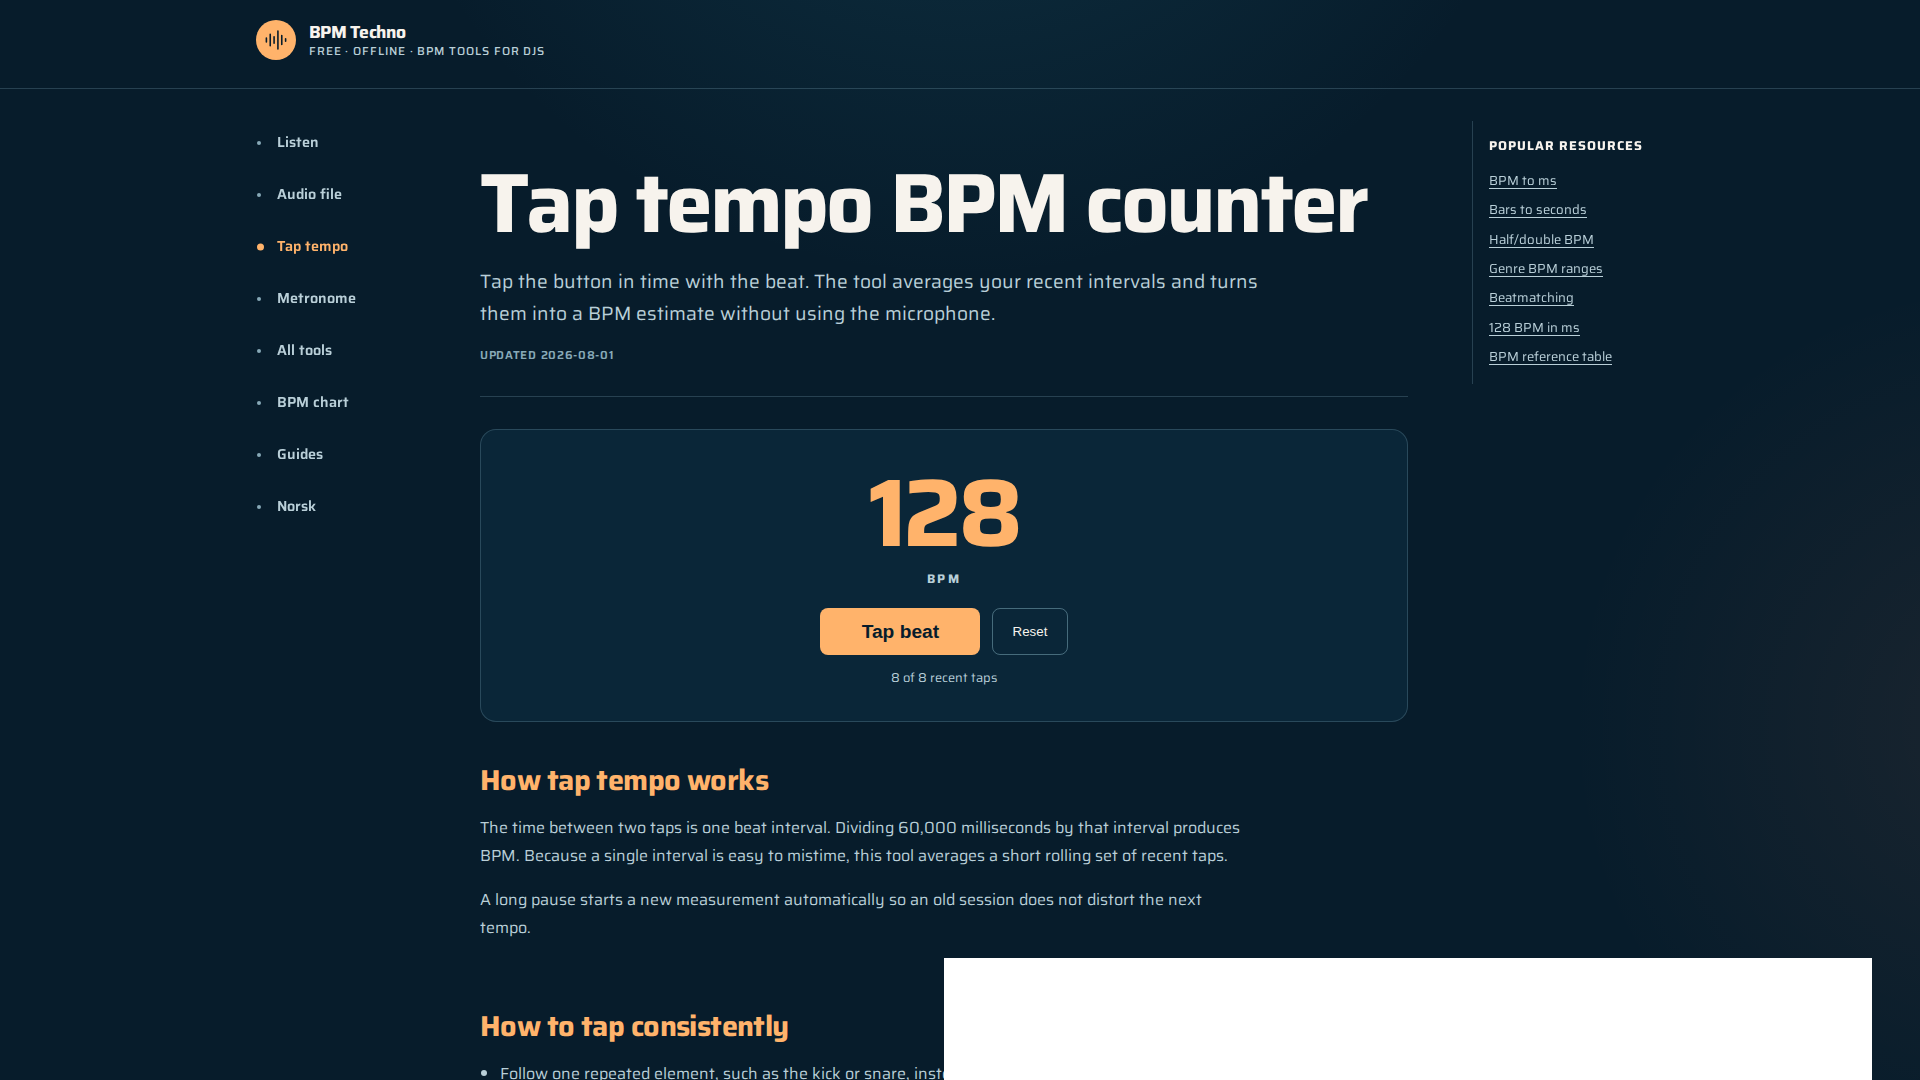 BPM Techno
FREE · OFFLINE · BPM TOOLS FOR DJS
Listen
Audio file
Tap tempo
Metronome
All tools
BPM chart
Guides
Norsk
Tap tempo BPM counter
Tap the button in time with the beat. The tool averages your recent intervals and turns
them into a BPM estimate without using the microphone.
UPDATED 2026-08-01
128
BPM
Tap beat
Reset
8 of 8 recent taps
How tap tempo works
The time between two taps is one beat interval. Dividing 60,000 milliseconds by that interval produces
BPM. Because a single interval is easy to mistime, this tool averages a short rolling set of recent taps.
A long pause starts a new measurement automatically so an old session does not distort the next
tempo.
How to tap consistently
Follow one repeated element, such as the kick or snare,
POPULAR RESOURCES
BPM to ms
Bars to seconds
Half/double BPM
Genre BPM ranges
Beatmatching
128 BPM in ms
BPM reference table